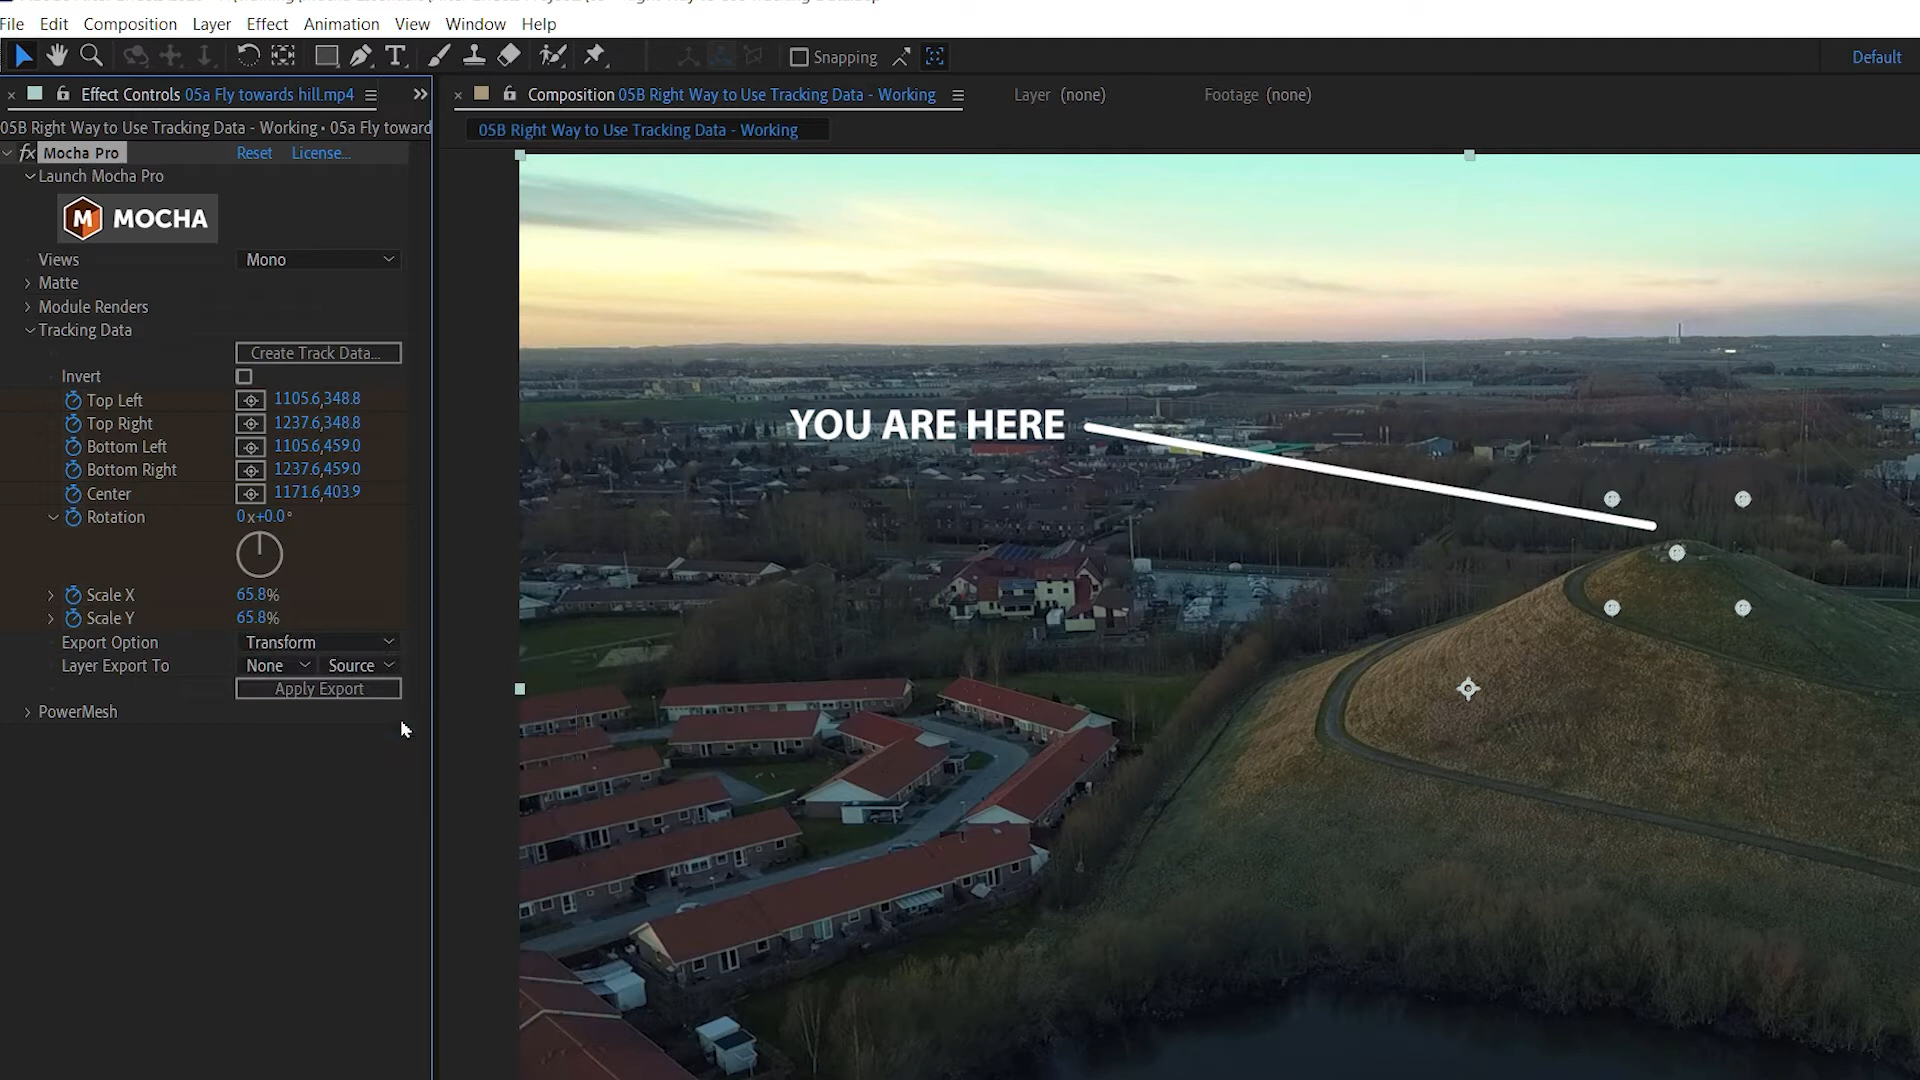 File Edit Composition Layer Effect Animation View Window Help
T Snapping Default
× Effect Controls 05a Fly towards hill.mp4
05B Right Way to Use Tracking Data - Working • 05a Fly toward
fx Mocha Pro Reset License...
Launch Mocha Pro
M MOCHA
Views Mono
Matte
Module Renders
Tracking Data
Create Track Data...
Invert
Top Left 1105.6,348.8
Top Right 1237.6,348.8
Bottom Left 1105.6,459.0
Bottom Right 1237.6,459.0
Center 1171.6,403.9
Rotation 0x+0.0°
Scale X 65.8%
Scale Y 65.8%
Export Option Transform
Layer Export To None Source
Apply Export
PowerMesh
× Composition 05B Right Way to Use Tracking Data - Working Layer (none) Footage (none)
05B Right Way to Use Tracking Data - Working
YOU ARE HERE